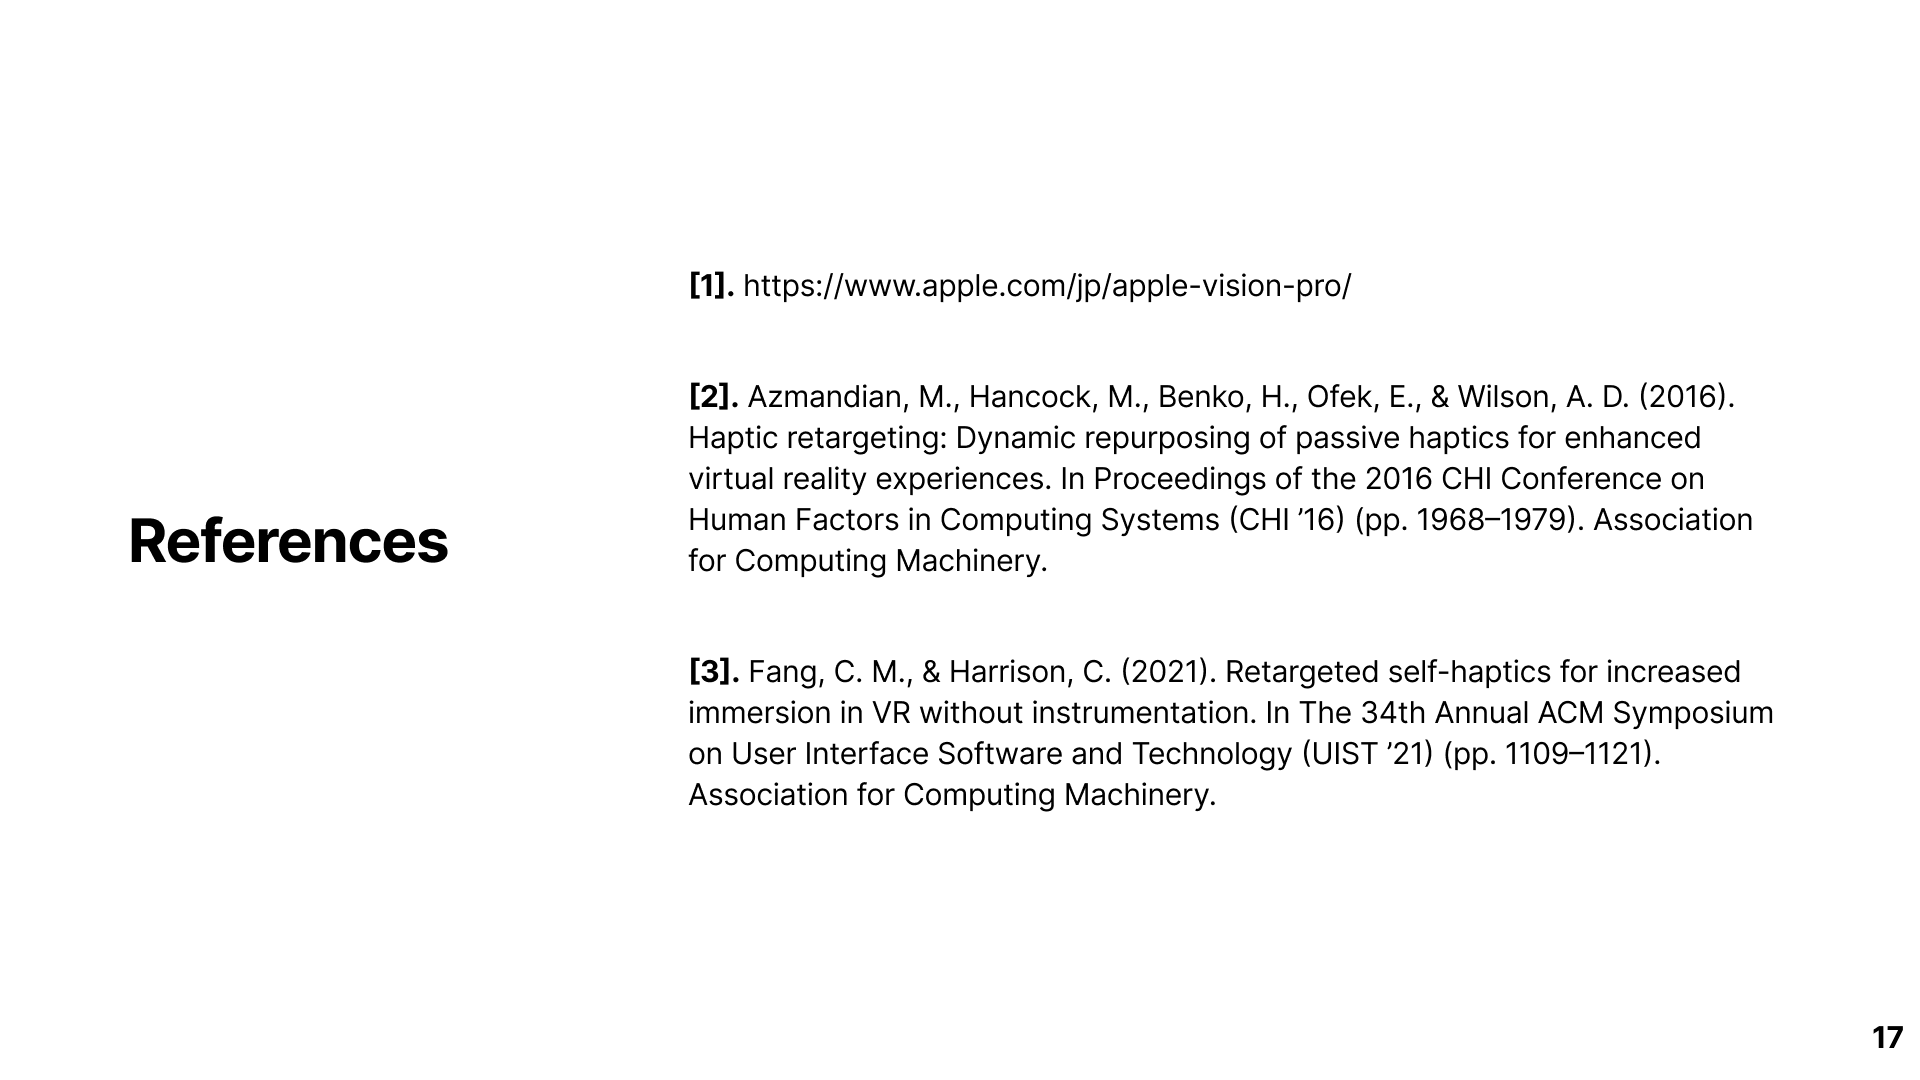 References
[1]. https://www.apple.com/jp/apple-vision-pro/
[2]. Azmandian, M., Hancock, M., Benko, H., Ofek, E., & Wilson, A. D. (2016).
Haptic retargeting: Dynamic repurposing of passive haptics for enhanced
virtual reality experiences. In Proceedings of the 2016 CHI Conference on
Human Factors in Computing Systems (CHI ’16) (pp. 1968–1979). Association
for Computing Machinery.
[3]. Fang, C. M., & Harrison, C. (2021). Retargeted self-haptics for increased
immersion in VR without instrumentation. In The 34th Annual ACM Symposium
on User Interface Software and Technology (UIST ’21) (pp. 1109–1121).
Association for Computing Machinery.
17